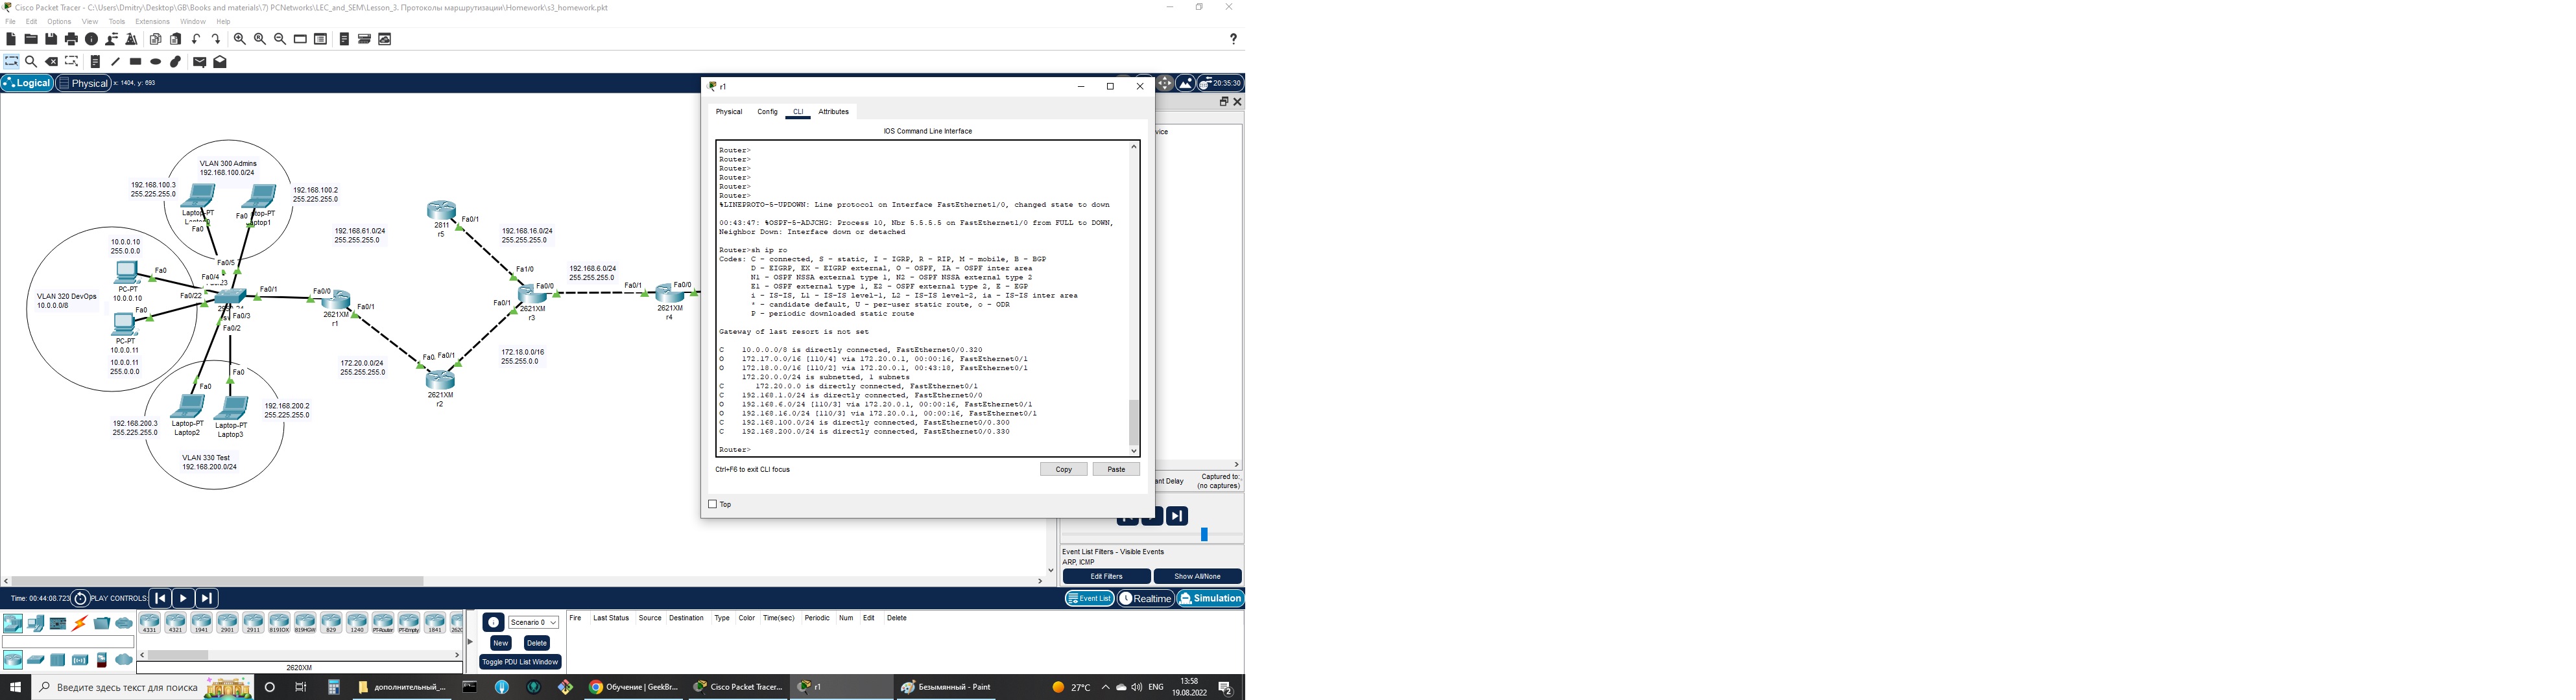 Cisco Packet Tracer - C:\Users\Dmitry\Desktop\GB\Books and materials\7) PCNetworks\LEC_and_SEM\Lesson_3. Протоколы маршрутизации\Homework\s3_homework.pkt
File Edit Options View Tools Extensions Window Help
Logical Physical x: 1404, y: 693
20:35:30
r1
Physical Config CLI Attributes
IOS Command Line Interface
Router>
Router>
Router>
Router>
Router>
Router>
%LINEPROTO-5-UPDOWN: Line protocol on Interface FastEthernet1/0, changed state to down
00:43:47: %OSPF-5-ADJCHG: Process 10, Nbr 5.5.5.5 on FastEthernet1/0 from FULL to DOWN,
Neighbor Down: Interface down or detached
Router>sh ip ro
Codes: C - connected, S - static, I - IGRP, R - RIP, M - mobile, B - BGP
D - EIGRP, EX - EIGRP external, O - OSPF, IA - OSPF inter area
N1 - OSPF NSSA external type 1, N2 - OSPF NSSA external type 2
E1 - OSPF external type 1, E2 - OSPF external type 2, E - EGP
i - IS-IS, L1 - IS-IS level-1, L2 - IS-IS level-2, ia - IS-IS inter area
* - candidate default, U - per-user static route, o - ODR
P - periodic downloaded static route
Gateway of last resort is not set
C 10.0.0.0/8 is directly connected, FastEthernet0/0.320
O 172.17.0.0/16 [110/4] via 172.20.0.1, 00:00:16, FastEthernet0/1
O 172.18.0.0/16 [110/2] via 172.20.0.1, 00:43:18, FastEthernet0/1
172.20.0.0/24 is subnetted, 1 subnets
C 172.20.0.0 is directly connected, FastEthernet0/1
C 192.168.1.0/24 is directly connected, FastEthernet0/0
O 192.168.6.0/24 [110/3] via 172.20.0.1, 00:00:16, FastEthernet0/1
O 192.168.16.0/24 [110/3] via 172.20.0.1, 00:00:16, FastEthernet0/1
C 192.168.100.0/24 is directly connected, FastEthernet0/0.300
C 192.168.200.0/24 is directly connected, FastEthernet0/0.330
Router>
Ctrl+F6 to exit CLI focus
Copy Paste
Top
VLAN 300 Admins
192.168.100.0/24
192.168.100.3
255.225.255.0
192.168.100.2
255.225.255.0
Laptop-PT
Fa0
Fa0
10.0.0.10
255.0.0.0
Fa0
PC-PT
10.0.0.10
VLAN 320 DevOps
10.0.0.0/8
Fa0
PC-PT
10.0.0.11
10.0.0.11
255.0.0.0
Fa0/5
Fa0/4
Fa0/22
Fa0/1
Fa0/3
Fa0/2
Fa0/0
2621XM
r1
Fa0/1
192.168.61.0/24
255.255.255.0
2811
r5
Fa0/1
192.168.16.0/24
255.255.255.0
Fa1/0
Fa0/0
Fa0/1
2621XM
r3
192.168.6.0/24
255.255.255.0
Fa0/1
Fa0/0
2621XM
r4
172.20.0.0/24
255.255.255.0
Fa0/1
2621XM
r2
172.18.0.0/16
255.255.0.0
Fa0
Fa0
192.168.200.2
255.225.255.0
192.168.200.3
255.225.255.0
Laptop-PT
Laptop2
Laptop-PT
Laptop3
VLAN 330 Test
192.168.200.0/24
vice
ant Delay
Captured to:
(no captures)
Event List Filters - Visible Events
ARP, ICMP
Edit Filters Show All/None
Time: 00:44:08.723 PLAY CONTROLS:
Event List Realtime Simulation
4331 4321 1941 2901 2911 819IOX 819HGW 829 1240 PT-Router PT-Empty 1841
2620XM
Scenario 0
New Delete
Toggle PDU List Window
Fire Last Status Source Destination Type Color Time(sec) Periodic Num Edit Delete
Введите здесь текст для поиска
дополнительный_...
Обучение | GeekBr...
Cisco Packet Tracer...
r1
Безымянный - Paint
27°C
ENG
13:58
19.08.2022
2